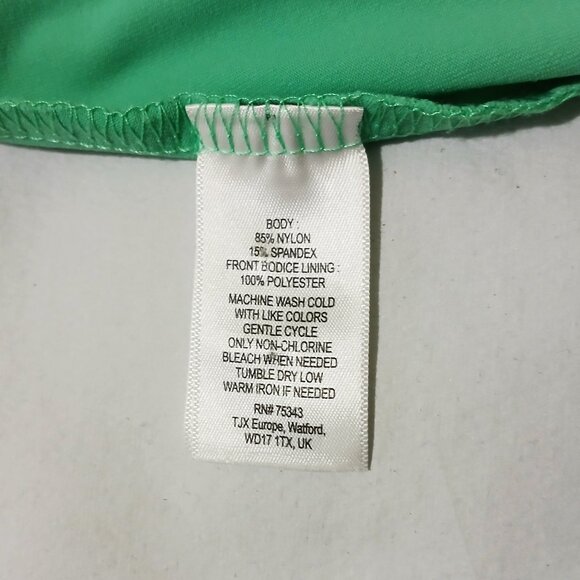 BODY :
85% NYLON
15% SPANDEX
FRONT BODICE LINING :
100% POLYESTER
MACHINE WASH COLD
WITH LIKE COLORS
GENTLE CYCLE
ONLY NON-CHLORINE
BLEACH WHEN NEEDED
TUMBLE DRY LOW
WARM IRON IF NEEDED
RN# 75343
TJX Europe, Watford,
WD17 1TX, UK